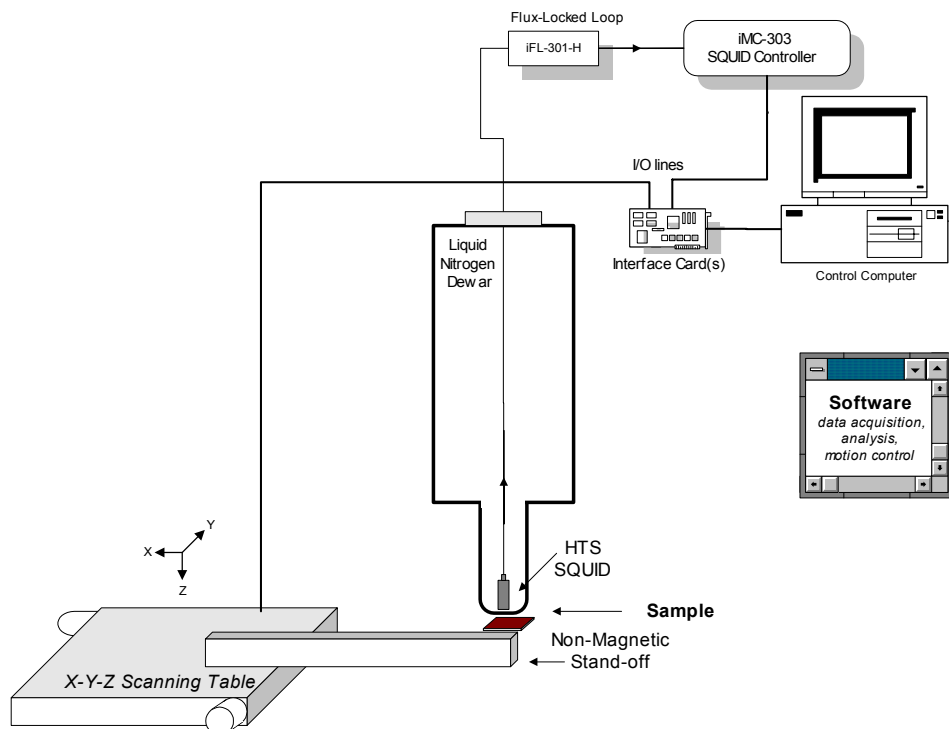 Flux-Locked Loop
iFL-301-H
iMC-303
SQUID Controller
I/O lines
Liquid
Nitrogen
Dewar
Interface Card(s)
Control Computer
Software
data acquisition,
analysis,
motion control
Y
X
Z
HTS
SQUID
Sample
Non-Magnetic
Stand-off
X-Y-Z Scanning Table